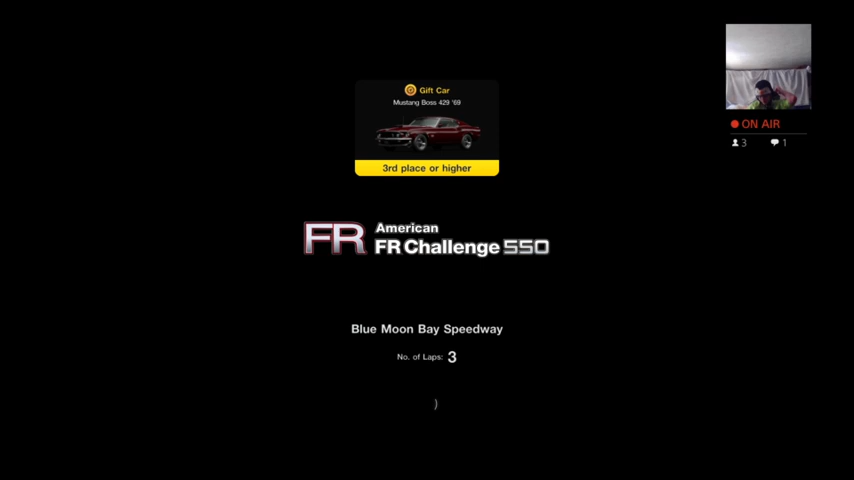 Gift Car
Mustang Boss 429 '69
3rd place or higher
FR American
FR Challenge 550
Blue Moon Bay Speedway
No. of Laps: 3
ON AIR
3 1